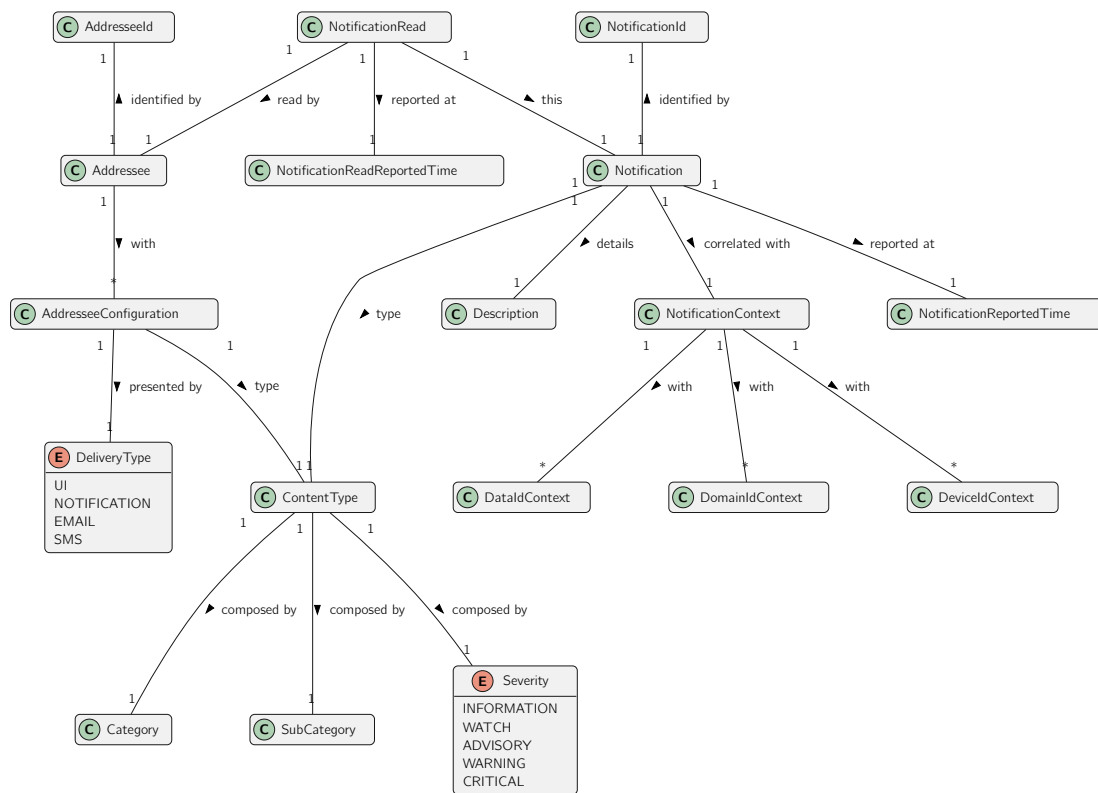 C AddresseeId
C NotificationRead
C NotificationId
1 1 1 1 1
identified by
read by
reported at
this
identified by
1 1 1 1 1
C Addressee
C NotificationReadReportedTime
C Notification
1 1 1 1 1
with
details
correlated with
reported at
* 1 1 1
C AddresseeConfiguration
type
C Description
C NotificationContext
C NotificationReportedTime
1 1 1 1 1
presented by
type
with
with
with
1
E DeliveryType
UI
NOTIFICATION
EMAIL
SMS
1 1 * * *
C ContentType
C DataIdContext
C DomainIdContext
C DeviceIdContext
1 1 1
composed by
composed by
composed by
1 1 1
C Category
C SubCategory
E Severity
INFORMATION
WATCH
ADVISORY
WARNING
CRITICAL